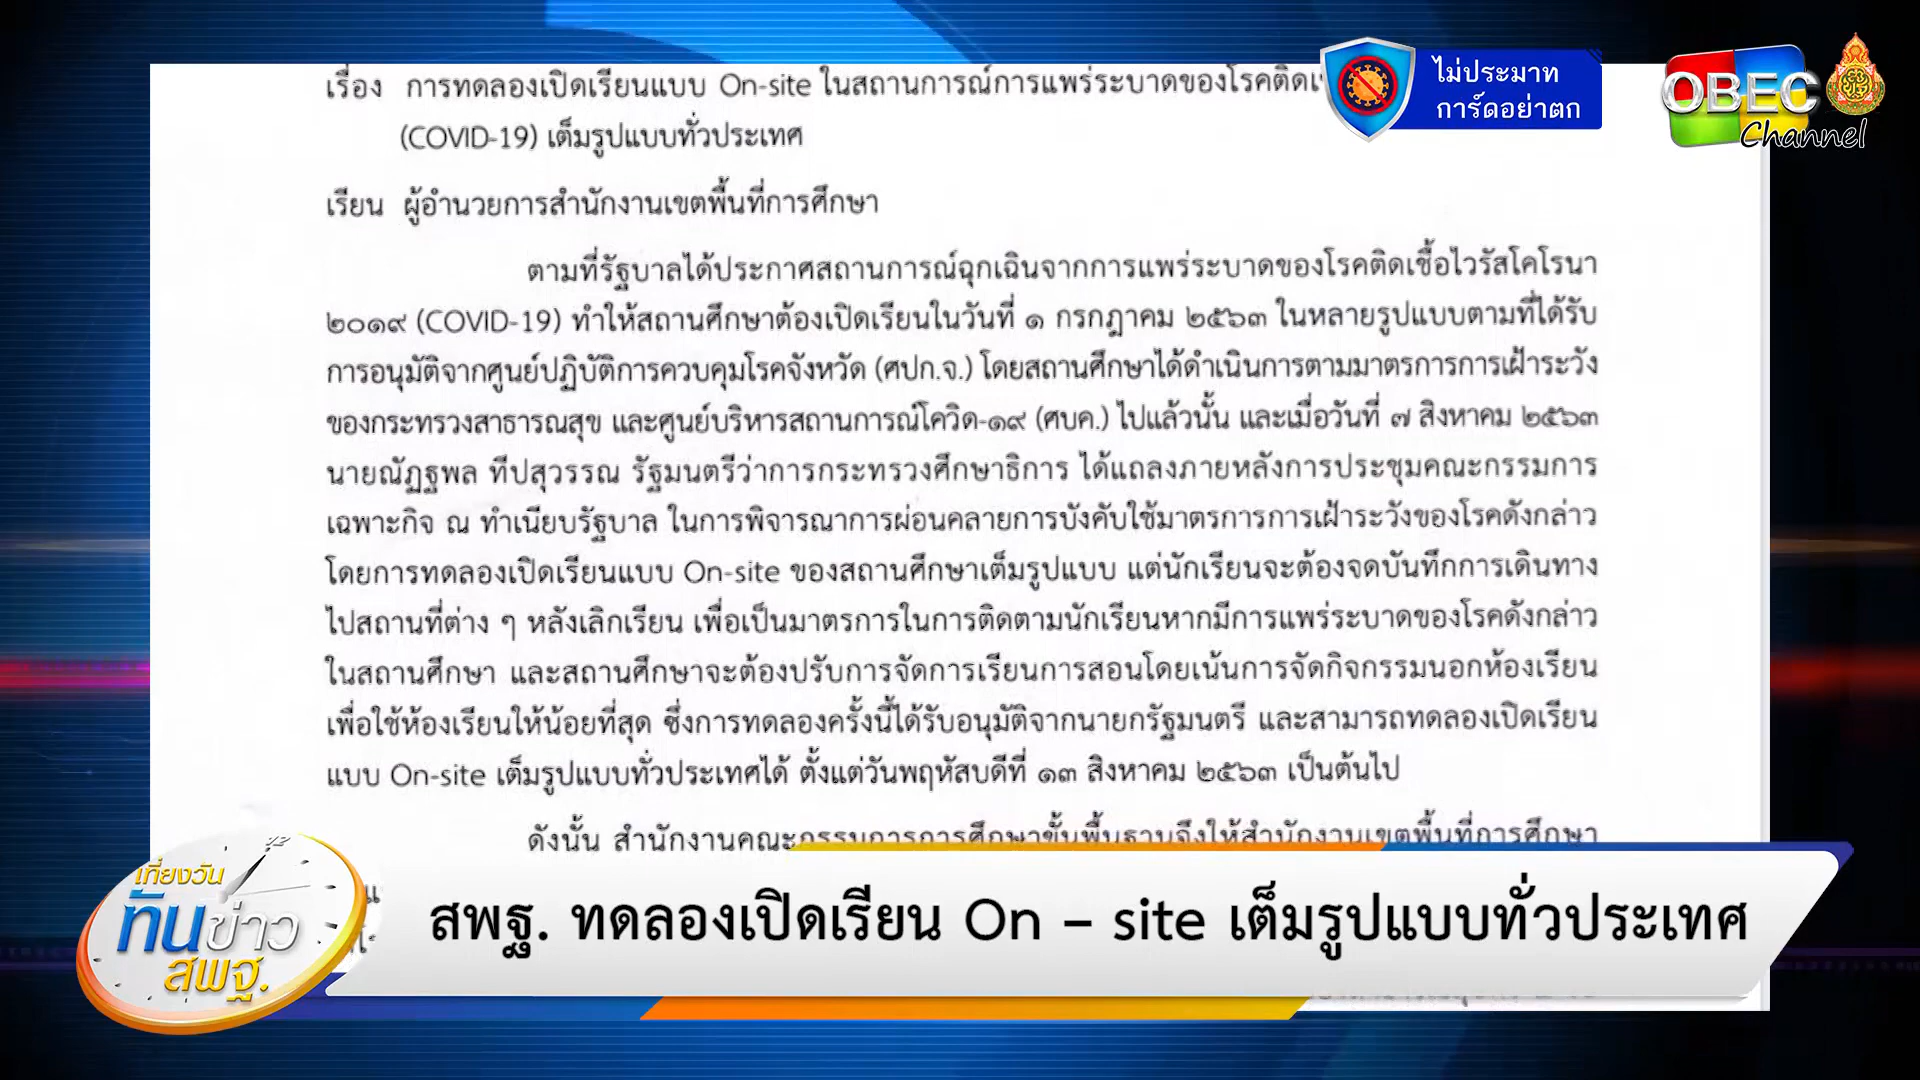 เรื่อง การทดลองเปิดเรียนแบบ On-site ในสถานการณ์การแพร่ระบาดของโรคติดเ
(COVID-19) เต็มรูปแบบทั่วประเทศ
ไม่ประมาท
การ์ดอย่าตก
OBEC
Channel
เรียน ผู้อำนวยการสำนักงานเขตพื้นที่การศึกษา
ตามที่รัฐบาลได้ประกาศสถานการณ์ฉุกเฉินจากการแพร่ระบาดของโรคติดเชื้อไวรัสโคโรนา
๒๐๑๙ (COVID-19) ทำให้สถานศึกษาต้องเปิดเรียนในวันที่ ๑ กรกฎาคม ๒๕๖๓ ในหลายรูปแบบตามที่ได้รับ
การอนุมัติจากศูนย์ปฏิบัติการควบคุมโรคจังหวัด (ศปก.จ.) โดยสถานศึกษาได้ดำเนินการตามมาตรการการเฝ้าระวัง
ของกระทรวงสาธารณสุข และศูนย์บริหารสถานการณ์โควิด-๑๙ (ศบค.) ไปแล้วนั้น และเมื่อวันที่ ๗ สิงหาคม ๒๕๖๓
นายณัฏฐพล ทีปสุวรรณ รัฐมนตรีว่าการกระทรวงศึกษาธิการ ได้แถลงภายหลังการประชุมคณะกรรมการ
เฉพาะกิจ ณ ทำเนียบรัฐบาล ในการพิจารณาการผ่อนคลายการบังคับใช้มาตรการการเฝ้าระวังของโรคดังกล่าว
โดยการทดลองเปิดเรียนแบบ On-site ของสถานศึกษาเต็มรูปแบบ แต่นักเรียนจะต้องจดบันทึกการเดินทาง
ไปสถานที่ต่าง ๆ หลังเลิกเรียน เพื่อเป็นมาตรการในการติดตามนักเรียนหากมีการแพร่ระบาดของโรคดังกล่าว
ในสถานศึกษา และสถานศึกษาจะต้องปรับการจัดการเรียนการสอนโดยเน้นการจัดกิจกรรมนอกห้องเรียน
เพื่อใช้ห้องเรียนให้น้อยที่สุด ซึ่งการทดลองครั้งนี้ได้รับอนุมัติจากนายกรัฐมนตรี และสามารถทดลองเปิดเรียน
แบบ On-site เต็มรูปแบบทั่วประเทศได้ ตั้งแต่วันพฤหัสบดีที่ ๑๓ สิงหาคม ๒๕๖๓ เป็นต้นไป
ดังนั้น สำนักงานคณะกรรมการการศึกษาขั้นพื้นฐานจึงให้สำนักงานเขตพื้นที่การศึกษา
เที่ยงวัน
ทันข่าว
สพฐ.
สพฐ. ทดลองเปิดเรียน On – site เต็มรูปแบบทั่วประเทศ